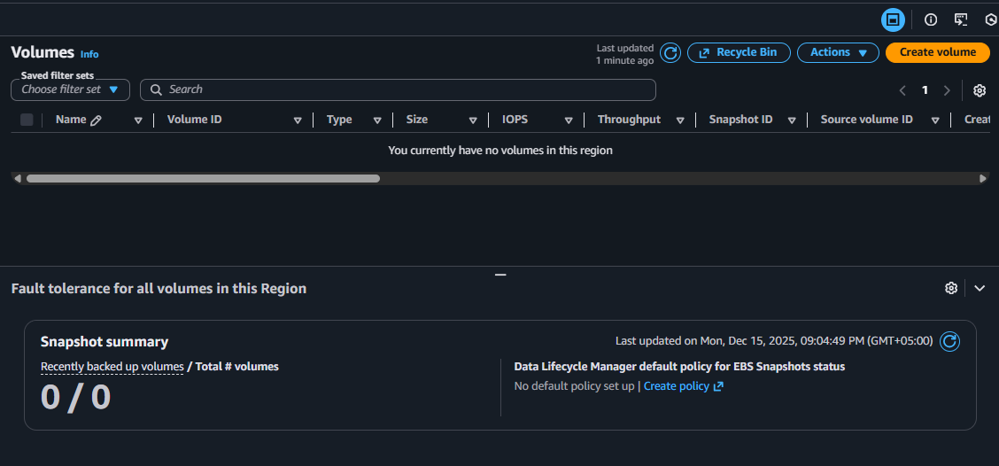 Volumes Info
Last updated
1 minute ago
Recycle Bin
Actions
Create volume
Saved filter sets
Choose filter set
Search
1
Name Volume ID Type Size IOPS Throughput Snapshot ID Source volume ID Creat
You currently have no volumes in this region
Fault tolerance for all volumes in this Region
Snapshot summary
Last updated on Mon, Dec 15, 2025, 09:04:49 PM (GMT+05:00)
Recently backed up volumes / Total # volumes
0 / 0
Data Lifecycle Manager default policy for EBS Snapshots status
No default policy set up | Create policy